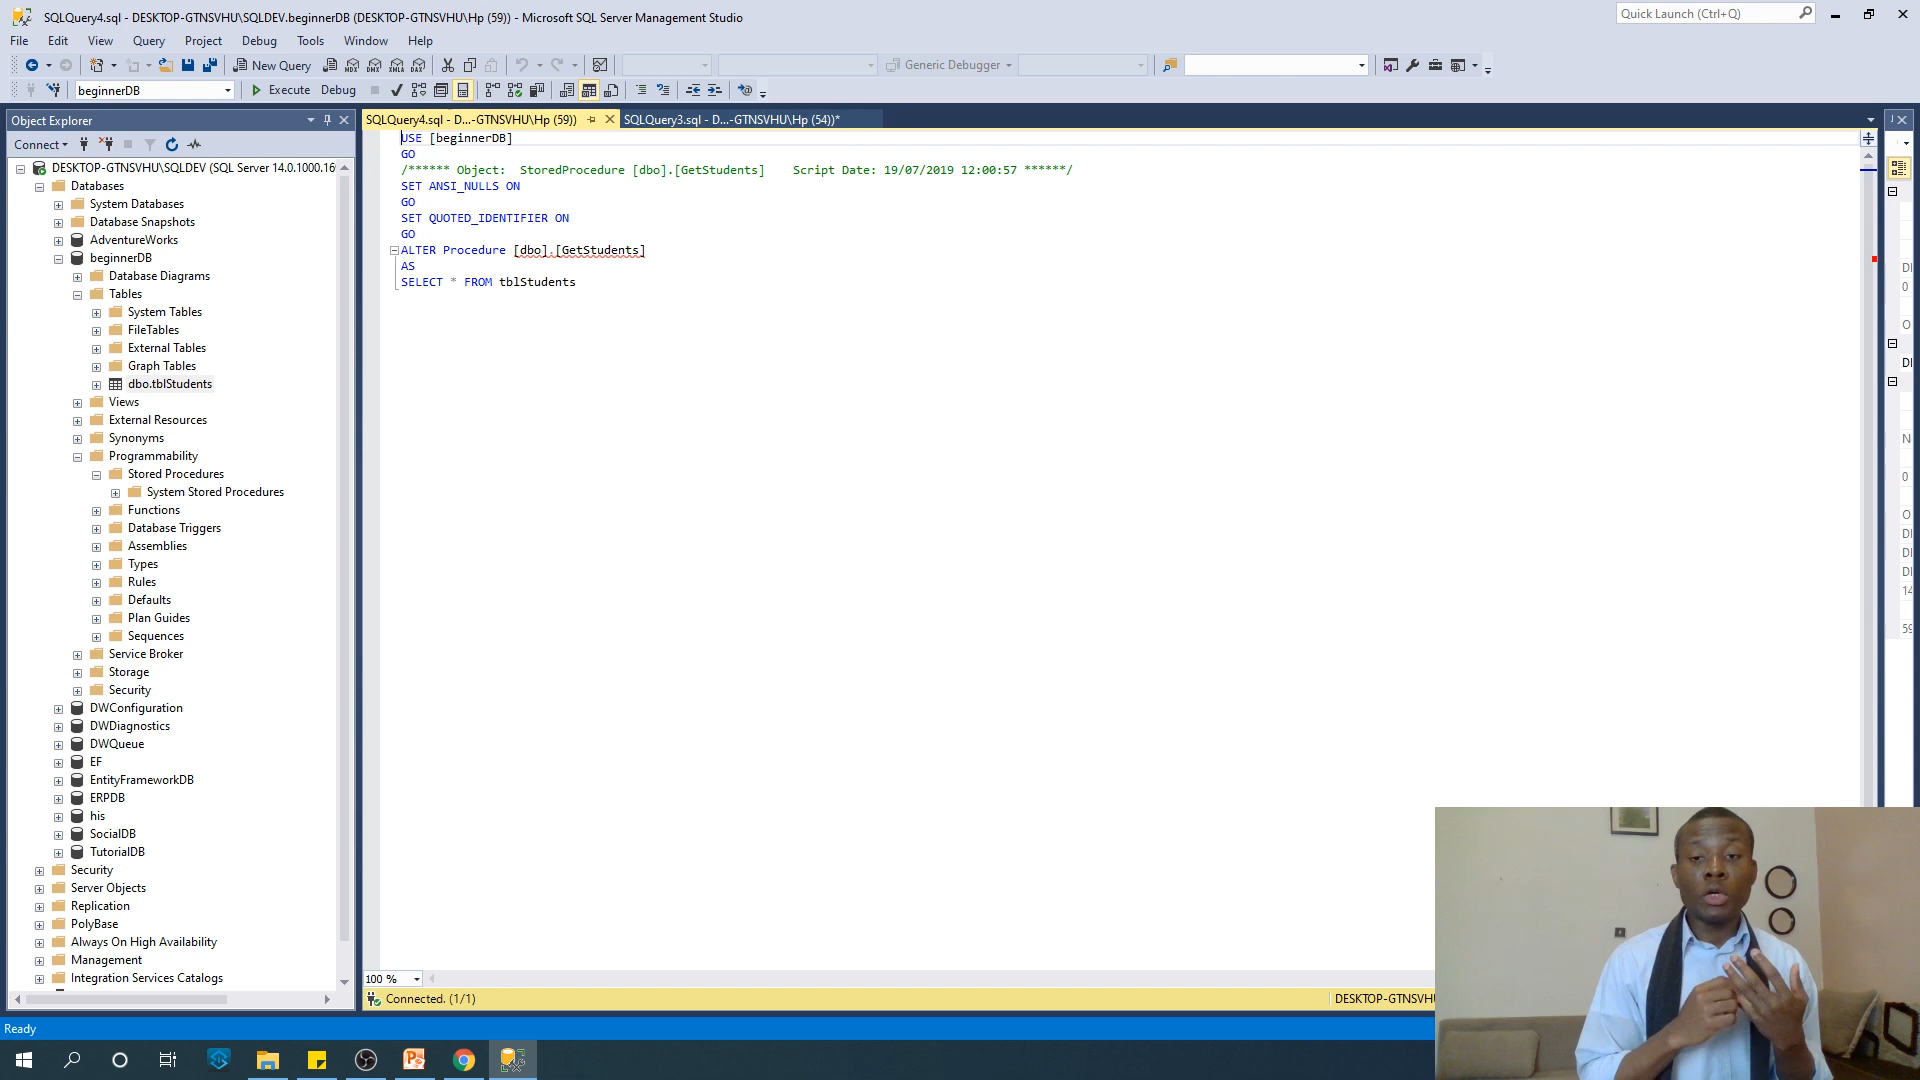 SQLQuery4.sql - DESKTOP-GTNSVHU\SQLDEV.beginnerDB (DESKTOP-GTNSVHU\Hp (59)) - Microsoft SQL Server Management Studio
Quick Launch (Ctrl+Q)
File Edit View Query Project Debug Tools Window Help
New Query
MDX DMX XMLA DAX
Generic Debugger
beginnerDB
Execute Debug
Object Explorer
SQLQuery4.sql - D...-GTNSVHU\Hp (59))
SQLQuery3.sql - D...-GTNSVHU\Hp (54))*
Connect
DESKTOP-GTNSVHU\SQLDEV (SQL Server 14.0.1000.16
Databases
System Databases
Database Snapshots
AdventureWorks
beginnerDB
Database Diagrams
Tables
System Tables
FileTables
External Tables
Graph Tables
dbo.tblStudents
Views
External Resources
Synonyms
Programmability
Stored Procedures
System Stored Procedures
Functions
Database Triggers
Assemblies
Types
Rules
Defaults
Plan Guides
Sequences
Service Broker
Storage
Security
DWConfiguration
DWDiagnostics
DWQueue
EF
EntityFrameworkDB
ERPDB
his
SocialDB
TutorialDB
Security
Server Objects
Replication
PolyBase
Always On High Availability
Management
Integration Services Catalogs
USE [beginnerDB]
GO
/****** Object:  StoredProcedure [dbo].[GetStudents]    Script Date: 19/07/2019 12:00:57 ******/
SET ANSI_NULLS ON
GO
SET QUOTED_IDENTIFIER ON
GO
ALTER Procedure [dbo].[GetStudents]
AS
SELECT * FROM tblStudents
100 %
Connected. (1/1)
DESKTOP-GTNSVHU
Ready